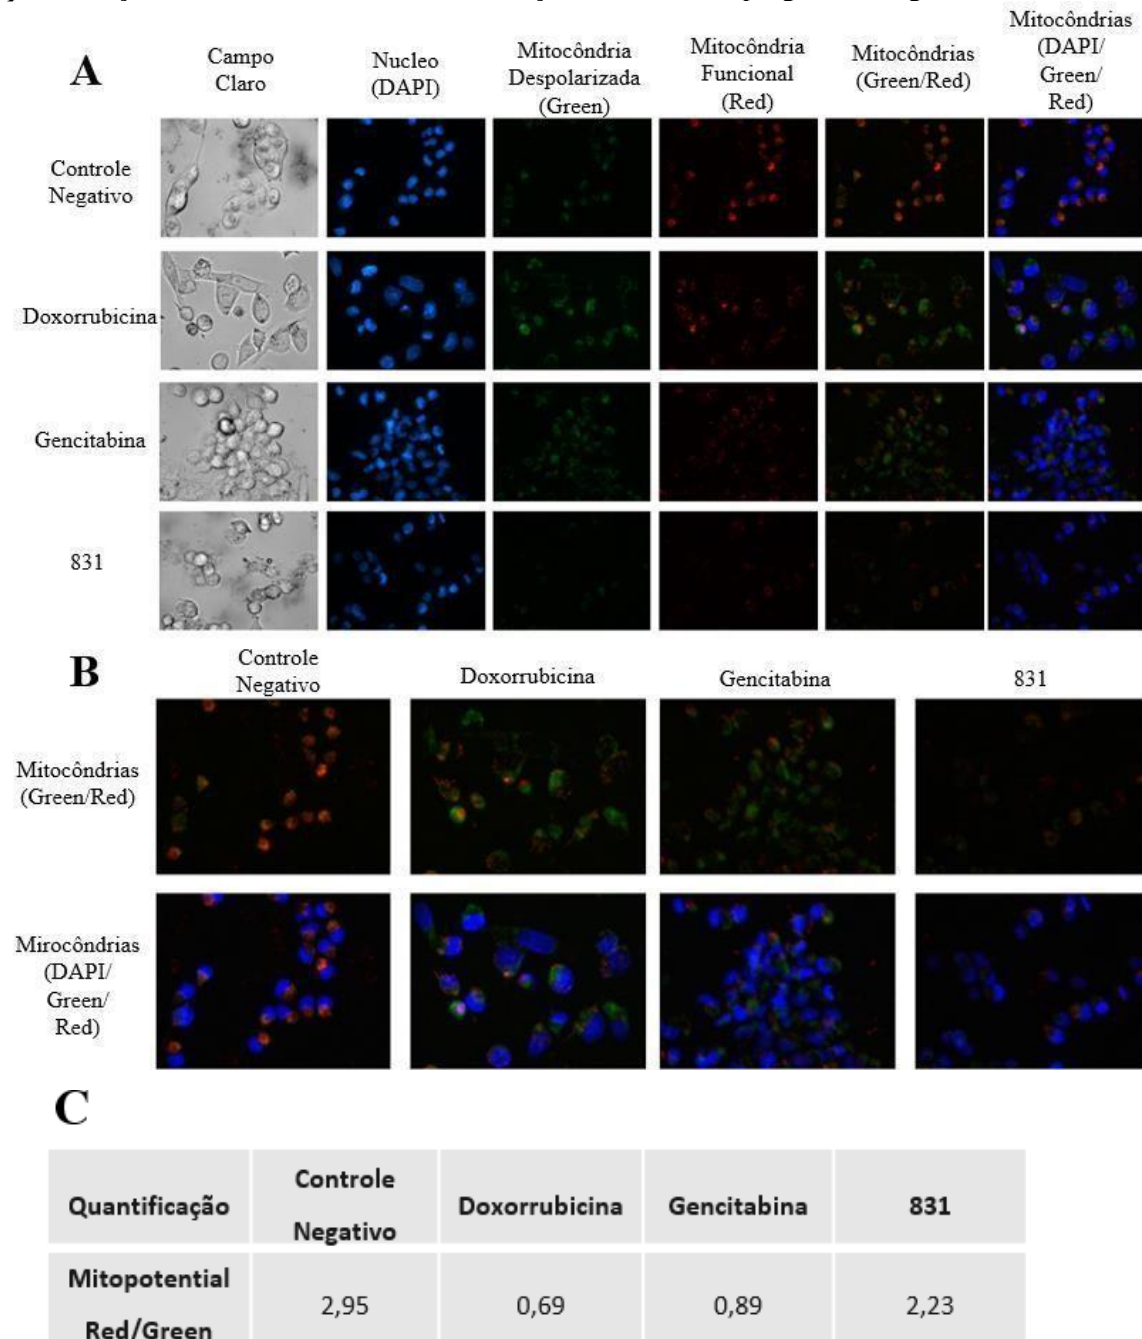 A
Campo
Claro
Nucleo
(DAPI)
Mitocôndria
Despolarizada
(Green)
Mitocôndria
Funcional
(Red)
Mitocôndrias
(Green/Red)
Mitocôndrias
(DAPI/
Green/
Red)
Controle
Negativo
Doxorrubicina
Gencitabina
831
B
Controle
Negativo
Doxorrubicina
Gencitabina
831
Mitocôndrias
(Green/Red)
Mirocôndrias
(DAPI/
Green/
Red)
C
Quantificação
Controle
Negativo
Doxorrubicina
Gencitabina
831
Mitopotential
Red/Green
2,95
0,69
0,89
2,23